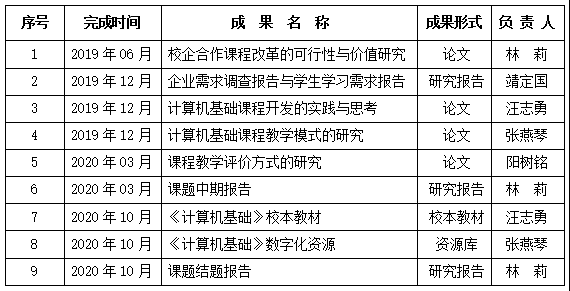 序号 完成时间 成 果 名 称 成果形式 负 责 人
1 2019 年 06 月 校企合作课程改革的可行性与价值研究 论文 林 莉
2 2019 年 12 月 企业需求调查报告与学生学习需求报告 研究报告 靖定国
3 2019 年 12 月 计算机基础课程开发的实践与思考 论文 汪志勇
4 2019 年 12 月 计算机基础课程教学模式的研究 论文 张燕琴
5 2020 年 03 月 课程教学评价方式的研究 论文 阳树铭
6 2020 年 03 月 课题中期报告 研究报告 林 莉
7 2020 年 10 月 《计算机基础》校本教材 校本教材 汪志勇
8 2020 年 10 月 《计算机基础》数字化资源 资源库 张燕琴
9 2020 年 10 月 课题结题报告 研究报告 林 莉